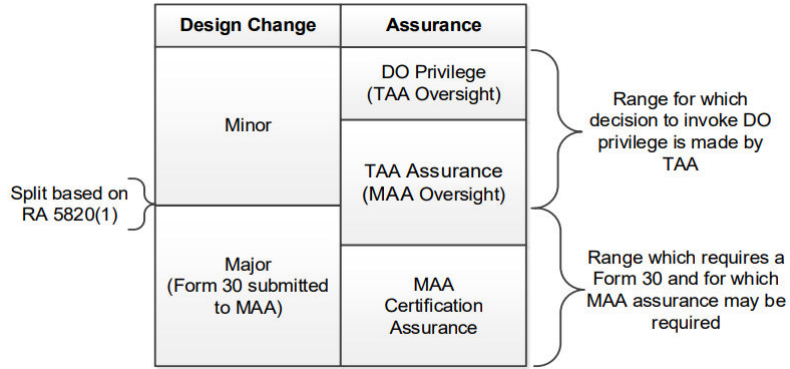 Design Change
Assurance
Minor
DO Privilege
(TAA Oversight)
TAA Assurance
(MAA Oversight)
Range for which
decision to invoke DO
privilege is made by
TAA
Split based on
RA 5820(1)
Major
(Form 30 submitted
to MAA)
MAA
Certification
Assurance
Range which requires a
Form 30 and for which
MAA assurance may be
required